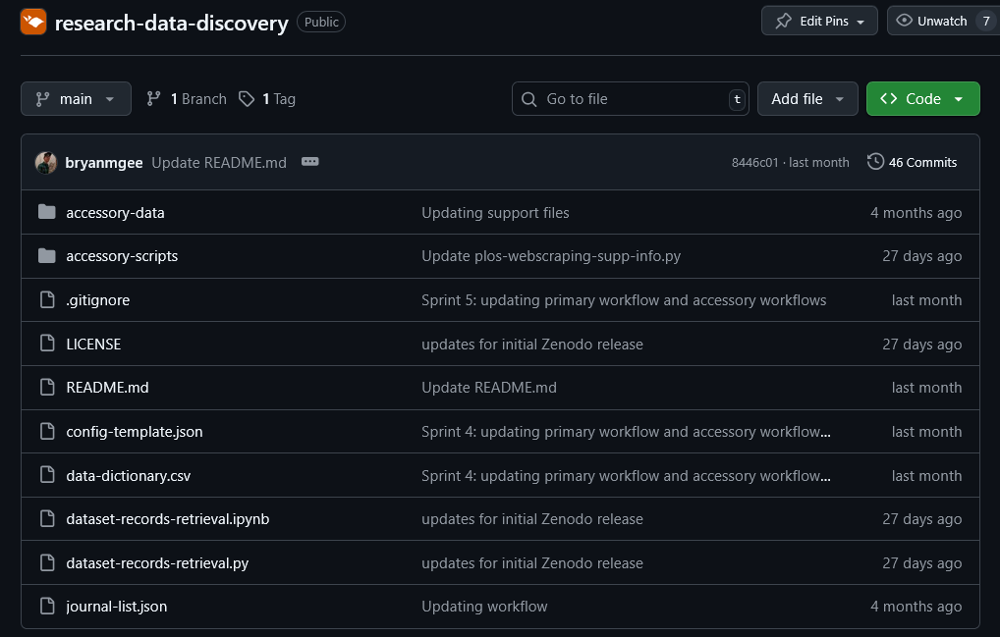 research-data-discovery Public Edit Pins Unwatch 7
main 1 Branch 1 Tag Go to file t Add file Code
bryanmgee Update README.md 8446c01 · last month 46 Commits
accessory-data Updating support files 4 months ago
accessory-scripts Update plos-webscraping-supp-info.py 27 days ago
.gitignore Sprint 5: updating primary workflow and accessory workflows last month
LICENSE updates for initial Zenodo release 27 days ago
README.md Update README.md last month
config-template.json Sprint 4: updating primary workflow and accessory workflow... last month
data-dictionary.csv Sprint 4: updating primary workflow and accessory workflow... last month
dataset-records-retrieval.ipynb updates for initial Zenodo release 27 days ago
dataset-records-retrieval.py updates for initial Zenodo release 27 days ago
journal-list.json Updating workflow 4 months ago